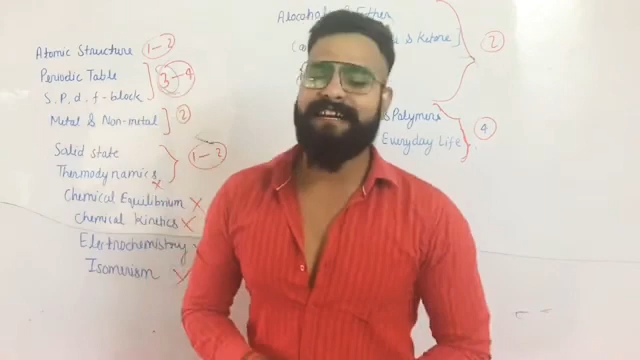 Atomic Structure 1-2
Periodic Table
S, P, d, f-block
3-4
Metal & Non-metal 2
Solid state
Thermodynamics
1-2
Chemical Equilibrium
Chemical Kinetics
Electrochemistry
Isomerism
Alcohol & Ether
& Ketone
2
Polymers
Everyday Life
4